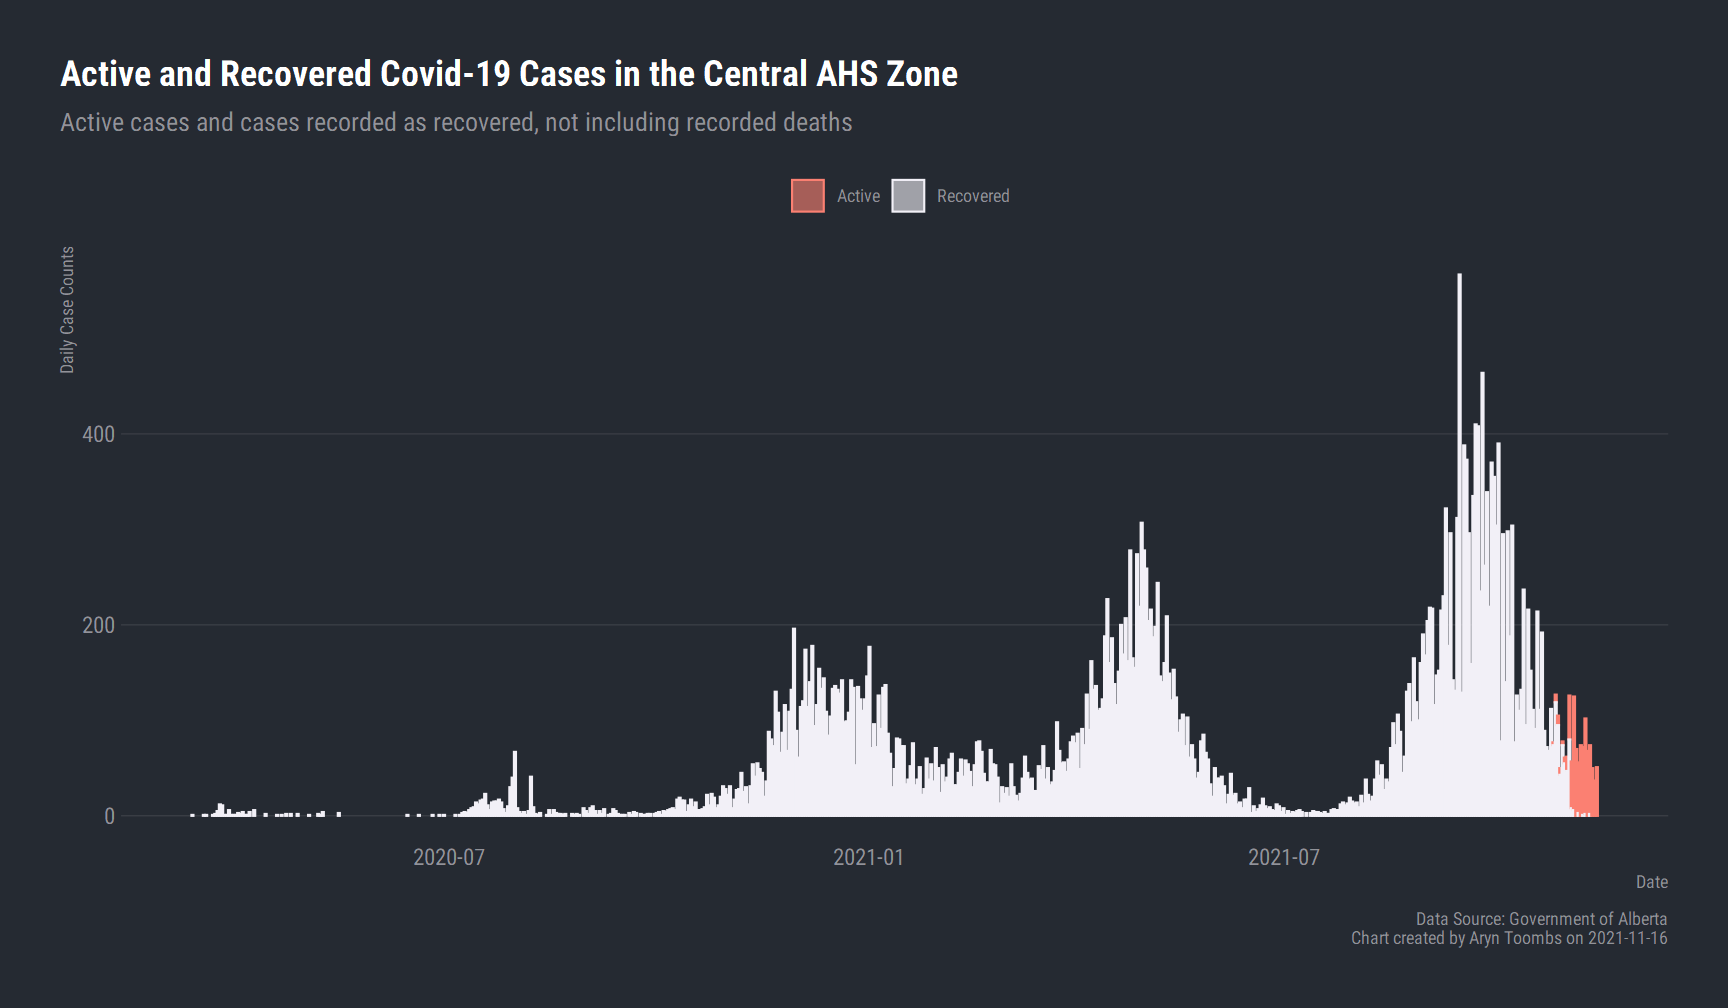 Active and Recovered Covid-19 Cases in the Central AHS Zone
Active cases and cases recorded as recovered, not including recorded deaths
Active
Recovered
Daily Case Counts
400
200
0
2020-07
2021-01
2021-07
Date
Data Source: Government of Alberta
Chart created by Aryn Toombs on 2021-11-16